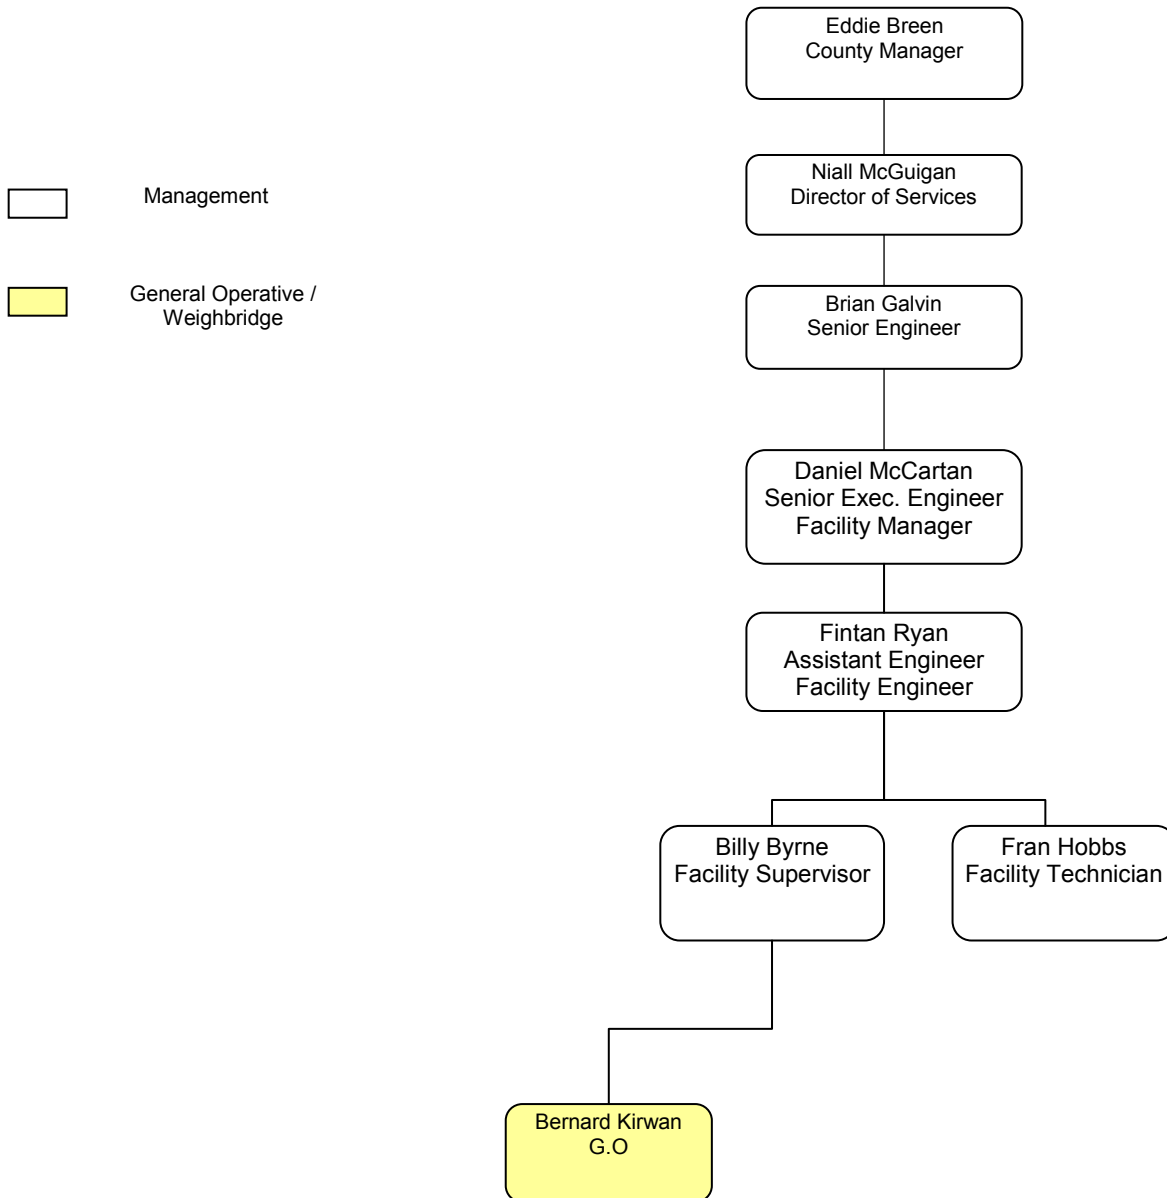 Eddie Breen
County Manager
Niall McGuigan
Director of Services
Management
Brian Galvin
Senior Engineer
General Operative /
Weighbridge
Daniel McCartan
Senior Exec. Engineer
Facility Manager
Fintan Ryan
Assistant Engineer
Facility Engineer
Billy Byrne
Facility Supervisor
Fran Hobbs
Facility Technician
Bernard Kirwan
G.O